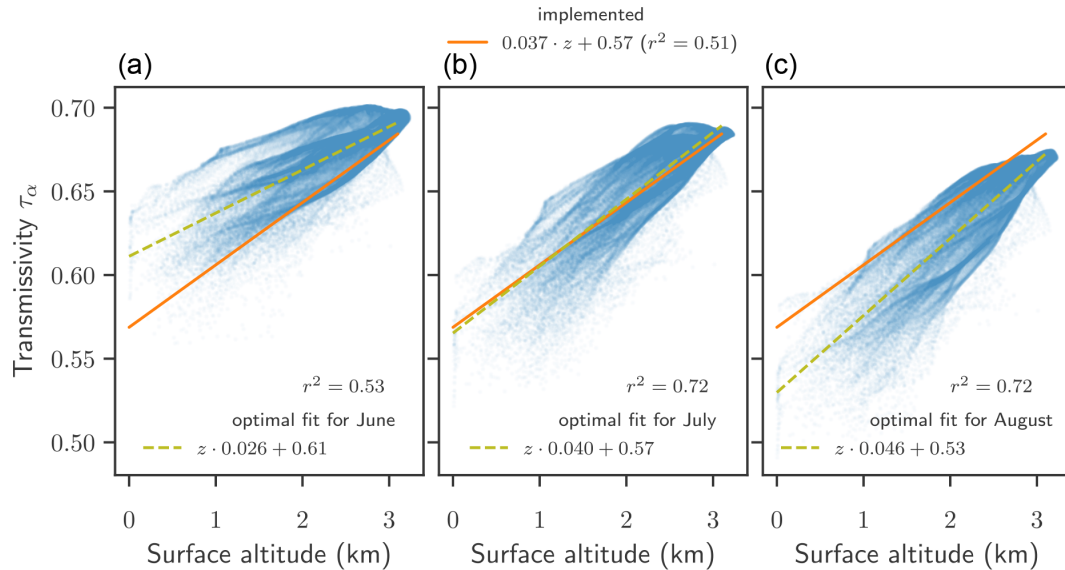 implemented
0.037 · z + 0.57 (r² = 0.51)
(a)
(b)
(c)
Transmissivity τα
0.70
0.65
0.60
0.55
0.50
r² = 0.53
optimal fit for June
z · 0.026 + 0.61
r² = 0.72
optimal fit for July
z · 0.040 + 0.57
r² = 0.72
optimal fit for August
z · 0.046 + 0.53
0 1 2 3
0 1 2 3
0 1 2 3
Surface altitude (km)
Surface altitude (km)
Surface altitude (km)